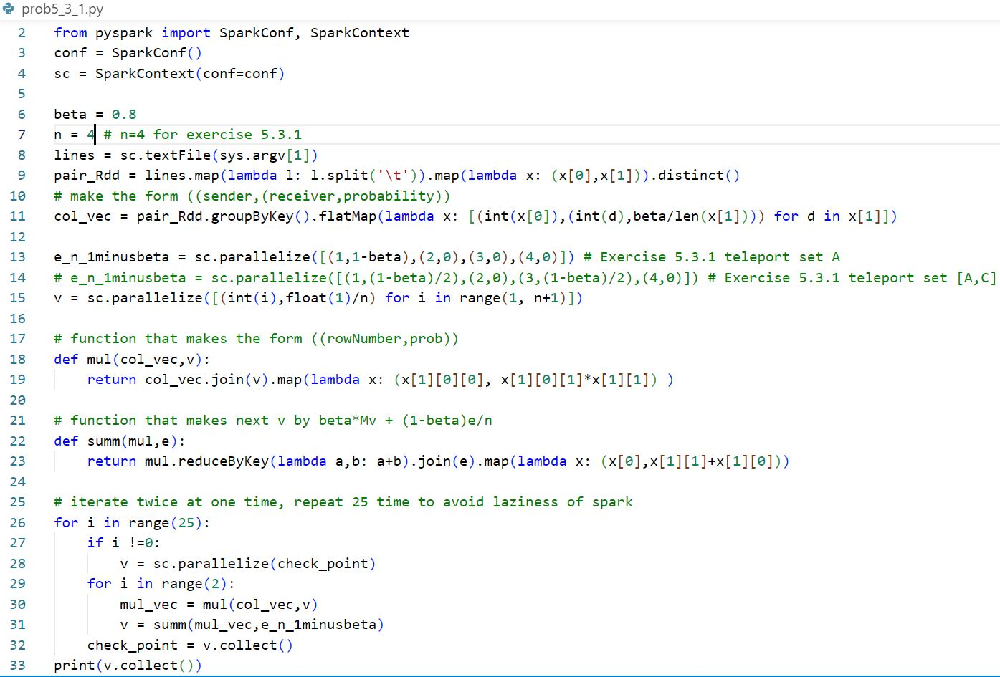 prob5_3_1.py
2 from pyspark import SparkConf, SparkContext
3 conf = SparkConf()
4 sc = SparkContext(conf=conf)
5
6 beta = 0.8
7 n = 4 # n=4 for exercise 5.3.1
8 lines = sc.textFile(sys.argv[1])
9 pair_Rdd = lines.map(lambda l: l.split('\t')).map(lambda x: (x[0],x[1])).distinct()
10 # make the form ((sender,(receiver,probability))
11 col_vec = pair_Rdd.groupByKey().flatMap(lambda x: [(int(x[0]),(int(d),beta/len(x[1]))) for d in x[1]])
12
13 e_n_1minusbeta = sc.parallelize([(1,1-beta),(2,0),(3,0),(4,0)]) # Exercise 5.3.1 teleport set A
14 # e_n_1minusbeta = sc.parallelize([(1,(1-beta)/2),(2,0),(3,(1-beta)/2),(4,0)]) # Exercise 5.3.1 teleport set [A,C]
15 v = sc.parallelize([(int(i),float(1)/n) for i in range(1, n+1)])
16
17 # function that makes the form ((rowNumber,prob))
18 def mul(col_vec,v):
19     return col_vec.join(v).map(lambda x: (x[1][0][0], x[1][0][1]*x[1][1]) )
20
21 # function that makes next v by beta*Mv + (1-beta)e/n
22 def summ(mul,e):
23     return mul.reduceByKey(lambda a,b: a+b).join(e).map(lambda x: (x[0],x[1][1]+x[1][0]))
24
25 # iterate twice at one time, repeat 25 time to avoid laziness of spark
26 for i in range(25):
27     if i !=0:
28         v = sc.parallelize(check_point)
29     for i in range(2):
30         mul_vec = mul(col_vec,v)
31         v = summ(mul_vec,e_n_1minusbeta)
32     check_point = v.collect()
33 print(v.collect())